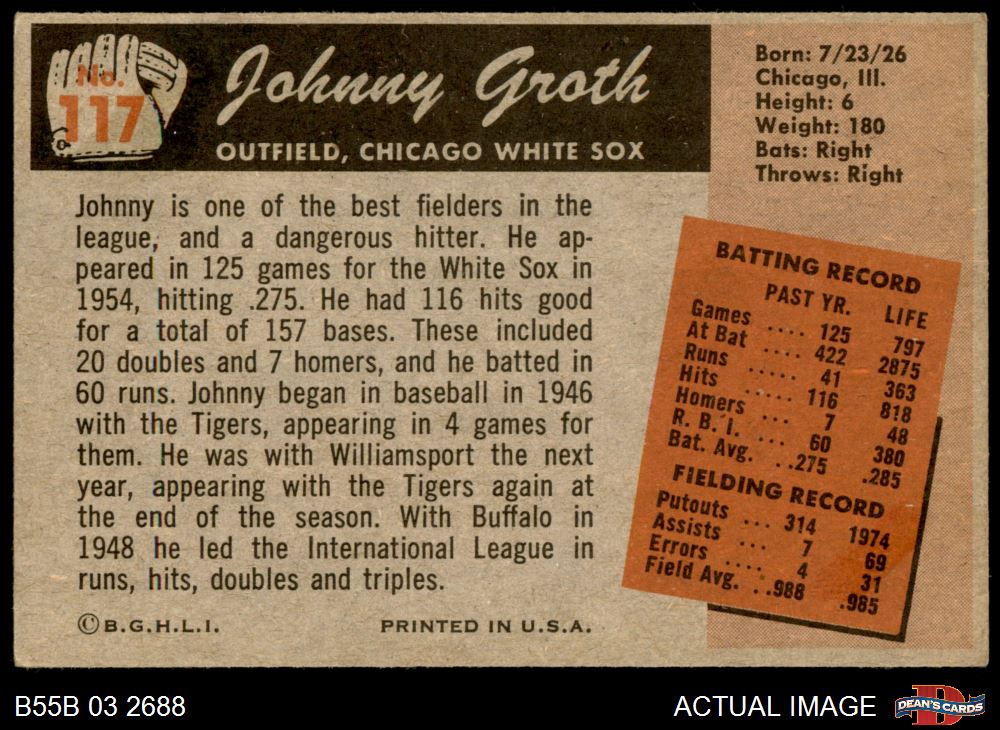 No.
117
Johnny Groth
OUTFIELD, CHICAGO WHITE SOX
Born: 7/23/26
Chicago, Ill.
Height: 6
Weight: 180
Bats: Right
Throws: Right
Johnny is one of the best fielders in the
league, and a dangerous hitter. He ap-
peared in 125 games for the White Sox in
1954, hitting .275. He had 116 hits good
for a total of 157 bases. These included
20 doubles and 7 homers, and he batted in
60 runs. Johnny began in baseball in 1946
with the Tigers, appearing in 4 games for
them. He was with Williamsport the next
year, appearing with the Tigers again at
the end of the season. With Buffalo in
1948 he led the International League in
runs, hits, doubles and triples.
©B.G.H.L.I. PRINTED IN U.S.A.
BATTING RECORD
PAST YR. LIFE
Games .... 125 797
At Bat .... 422 2875
Runs ..... 41 363
Hits ..... 116 818
Homers ... 7 48
R. B. I. ... 60 380
Bat. Avg. ..275 .285
FIELDING RECORD
Putouts ... 314 1974
Assists ... 7 69
Errors .... 4 31
Field Avg. ..988 .985
B55B 03 2688
ACTUAL IMAGE
D
DEAN'S CARDS